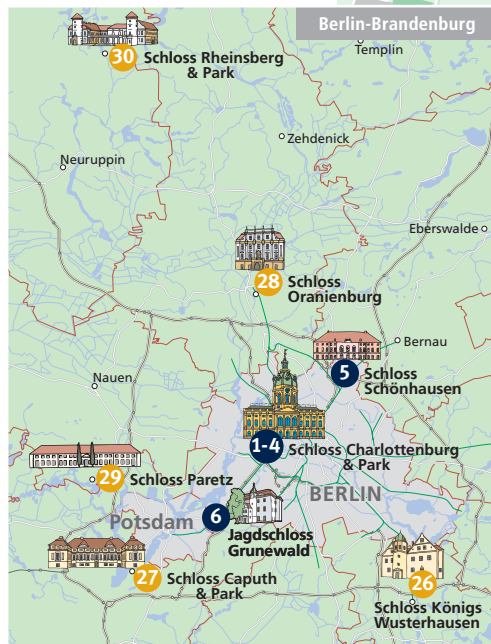 Berlin-Brandenburg
Templin
30 Schloss Rheinsberg
& Park
Zehdenick
Neuruppin
Eberswalde
28 Schloss
Oranienburg
Bernau
5 Schloss
Schönhausen
Nauen
1-4 Schloss Charlottenburg
& Park
29 Schloss Paretz
BERLIN
Potsdam
6 Jagdschloss
Grunewald
27 Schloss Caputh
& Park
26
Schloss Königs
Wusterhausen